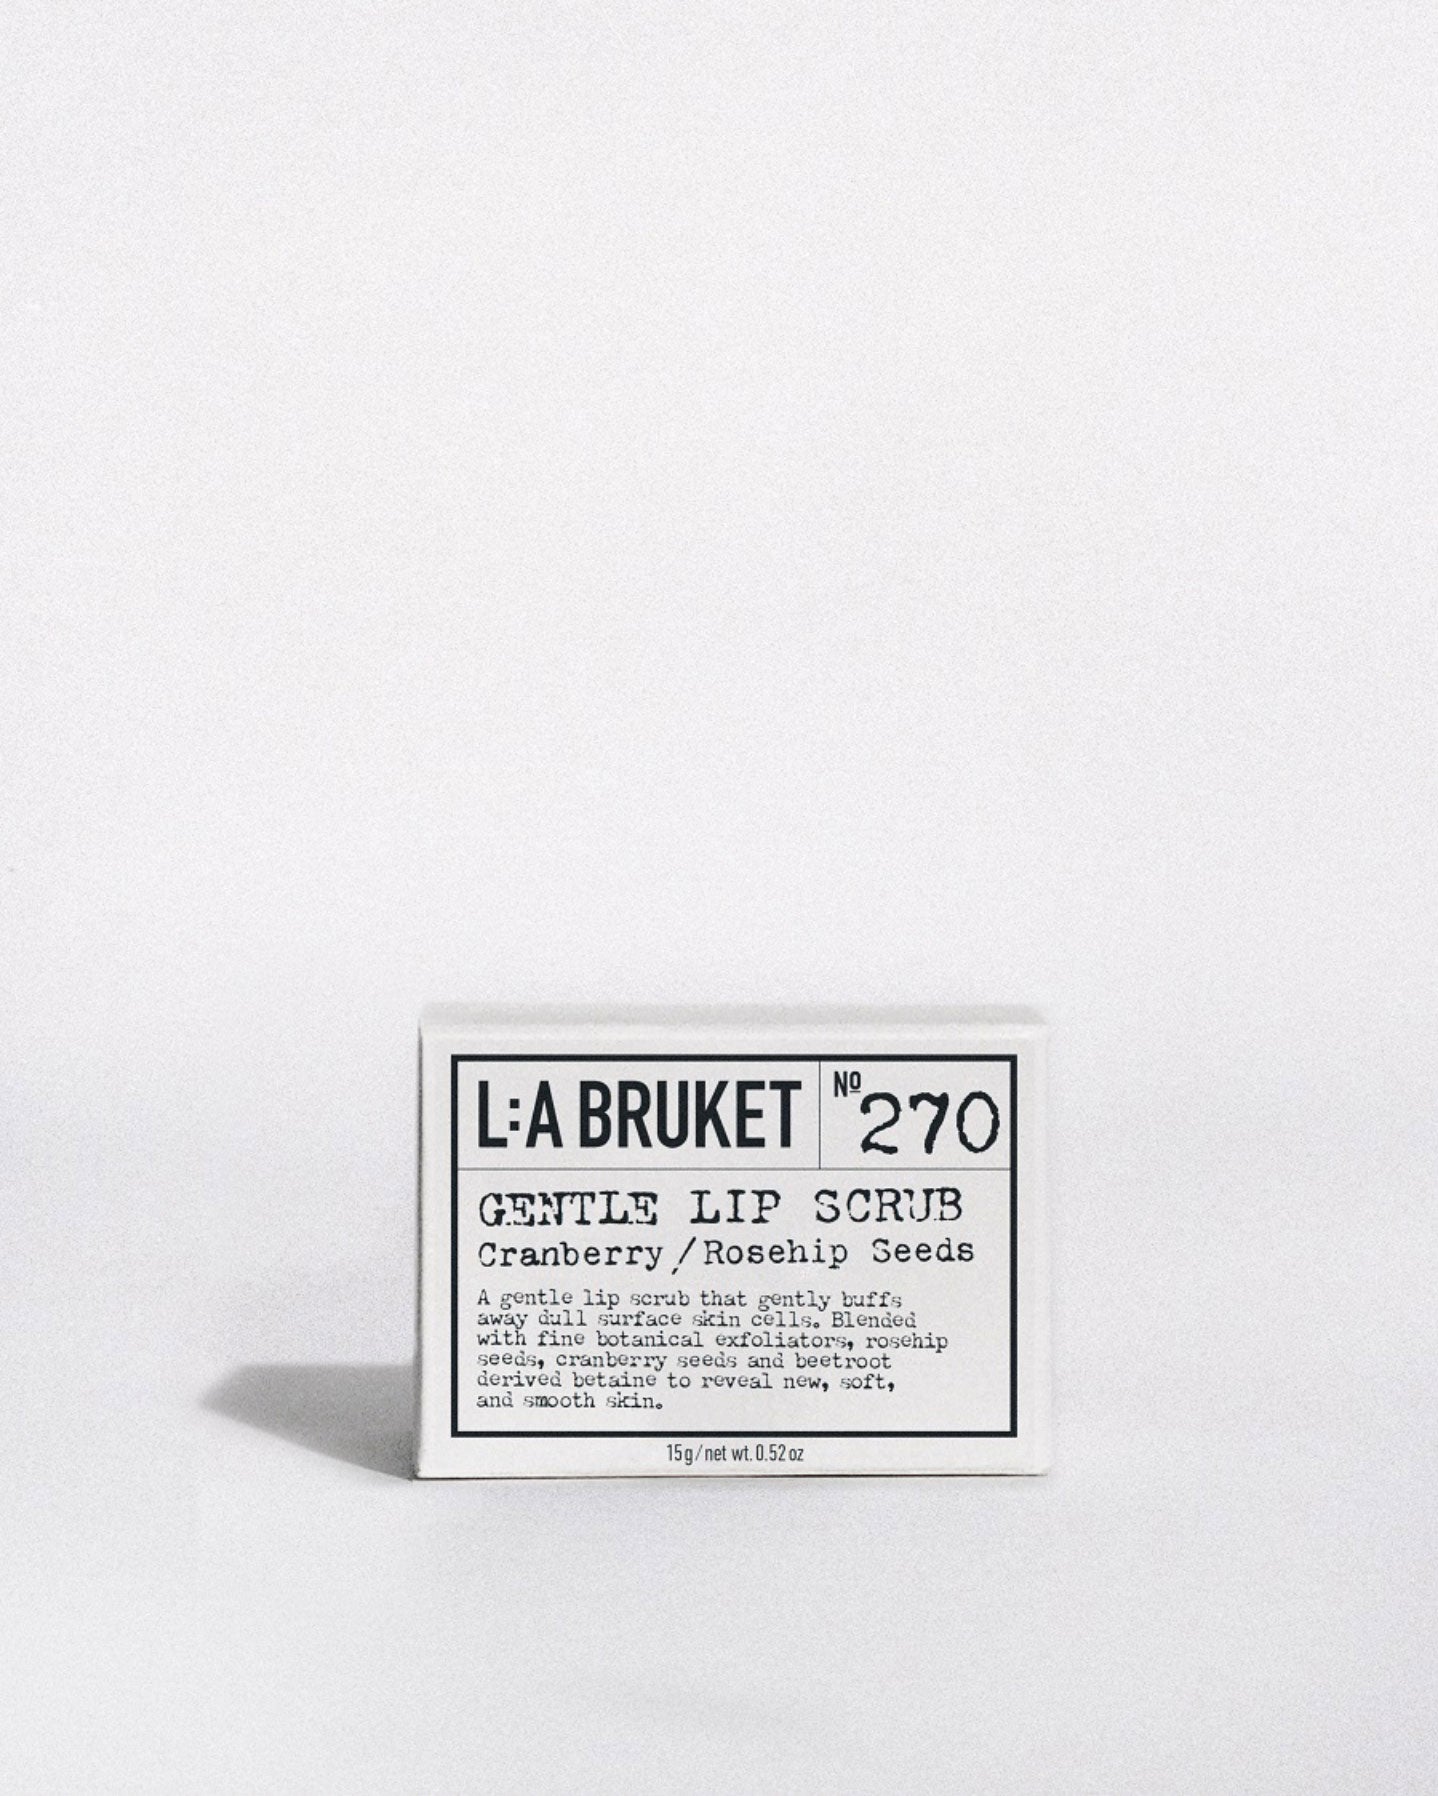 L:A BRUKET
Nº 270
GENTLE LIP SCRUB
Cranberry/Rosehip Seeds
A gentle lip scrub that gently buffs
away dull surface skin cells. Blended
with fine botanical exfoliators, rosehip
seeds, cranberry seeds and beetroot
derived betaine to reveal new, soft,
and smooth skin.
15g/net wt. 0.52 oz